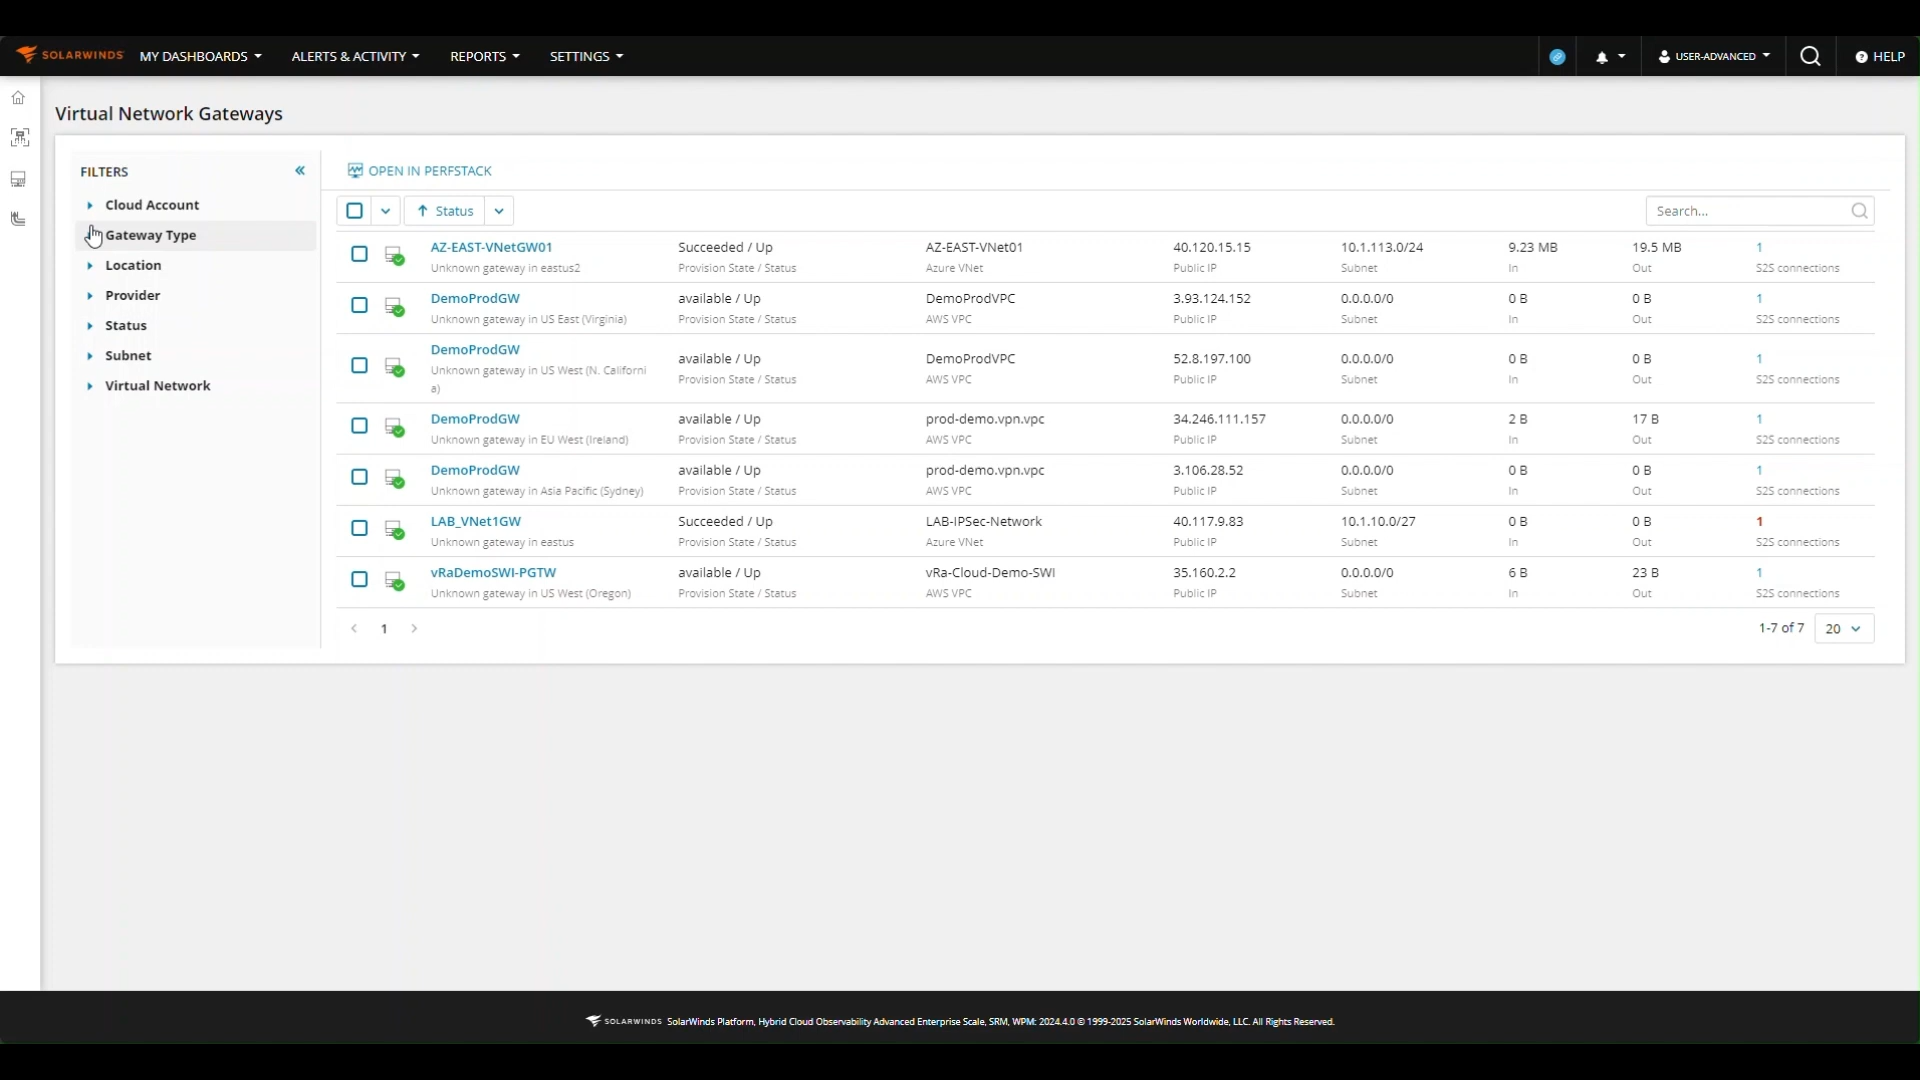 SOLARWINDS MY DASHBOARDS ALERTS & ACTIVITY REPORTS SETTINGS USER-ADVANCED HELP
Virtual Network Gateways
FILTERS
Cloud Account
Gateway Type
Location
Provider
Status
Subnet
Virtual Network
OPEN IN PERFSTACK
Status Search...
AZ-EAST-VNetGW01 Succeeded / Up AZ-EAST-VNet01 40.120.15.15 10.1.113.0/24 9.23 MB 19.5 MB 1
Unknown gateway in eastus2 Provision State / Status Azure VNet Public IP Subnet In Out S2S connections
DemoProdGW available / Up DemoProdVPC 3.93.124.152 0.0.0.0/0 0 B 0 B 1
Unknown gateway in US East (Virginia) Provision State / Status AWS VPC Public IP Subnet In Out S2S connections
DemoProdGW available / Up DemoProdVPC 52.8.197.100 0.0.0.0/0 0 B 0 B 1
Unknown gateway in US West (N. Californi Provision State / Status AWS VPC Public IP Subnet In Out S2S connections
a)
DemoProdGW available / Up prod-demo.vpn.vpc 34.246.111.157 0.0.0.0/0 2 B 17 B 1
Unknown gateway in EU West (Ireland) Provision State / Status AWS VPC Public IP Subnet In Out S2S connections
DemoProdGW available / Up prod-demo.vpn.vpc 3.106.28.52 0.0.0.0/0 0 B 0 B 1
Unknown gateway in Asia Pacific (Sydney) Provision State / Status AWS VPC Public IP Subnet In Out S2S connections
LAB_VNet1GW Succeeded / Up LAB-IPSec-Network 40.117.9.83 10.1.10.0/27 0 B 0 B 1
Unknown gateway in eastus Provision State / Status Azure VNet Public IP Subnet In Out S2S connections
vRaDemoSWI-PGTW available / Up vRa-Cloud-Demo-SWI 35.160.2.2 0.0.0.0/0 6 B 23 B 1
Unknown gateway in US West (Oregon) Provision State / Status AWS VPC Public IP Subnet In Out S2S connections
1 1-7 of 7 20
SOLARWINDS SolarWinds Platform, Hybrid Cloud Observability Advanced Enterprise Scale, SRM, WPM: 2024.4.0 © 1999-2025 SolarWinds Worldwide, LLC. All Rights Reserved.